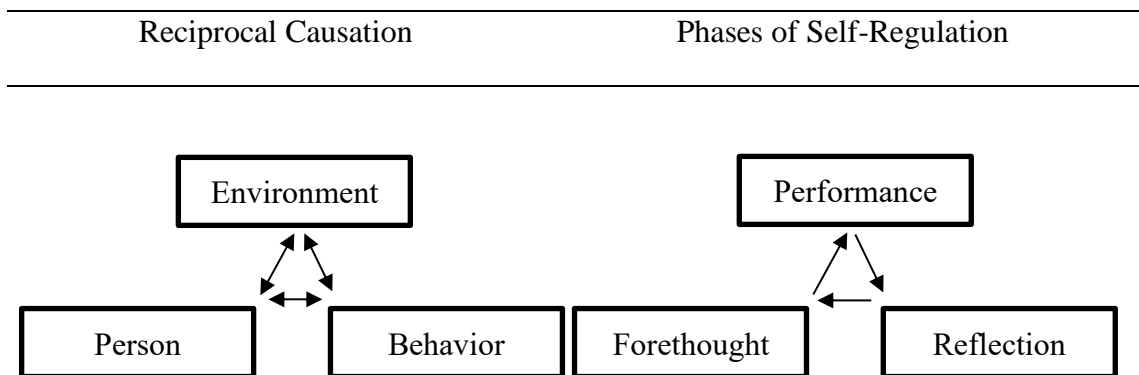 Reciprocal Causation Phases of Self-Regulation
Environment Performance
Person Behavior Forethought Reflection